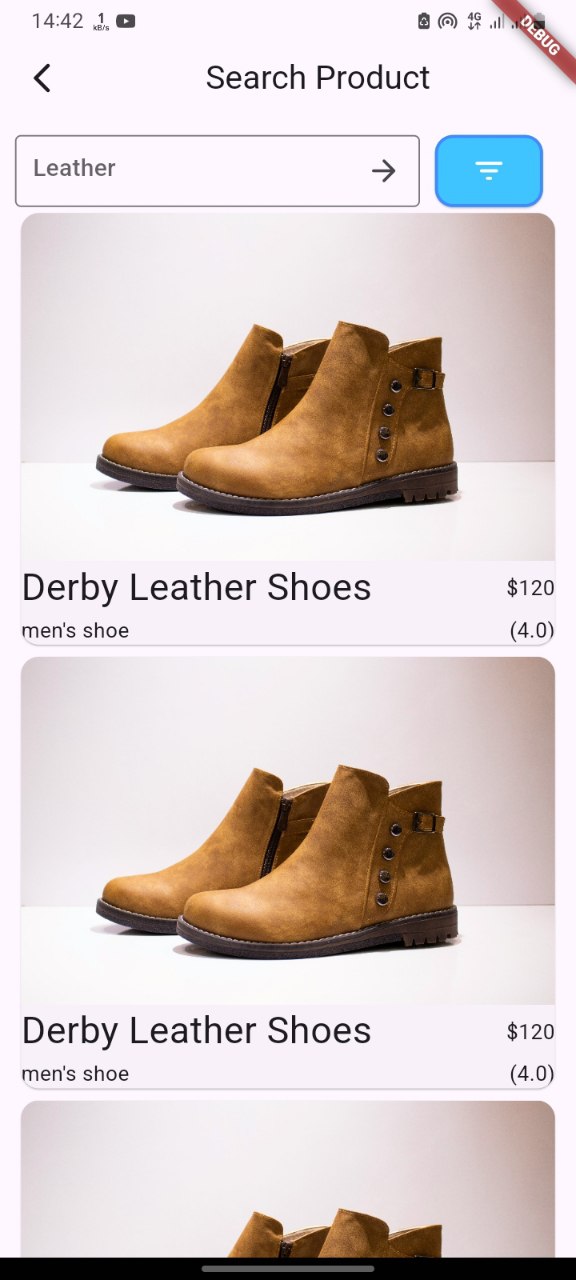 14:42 1 kB/s 4G
DEBUG
Search Product
Leather
Derby Leather Shoes $120
men's shoe (4.0)
Derby Leather Shoes $120
men's shoe (4.0)